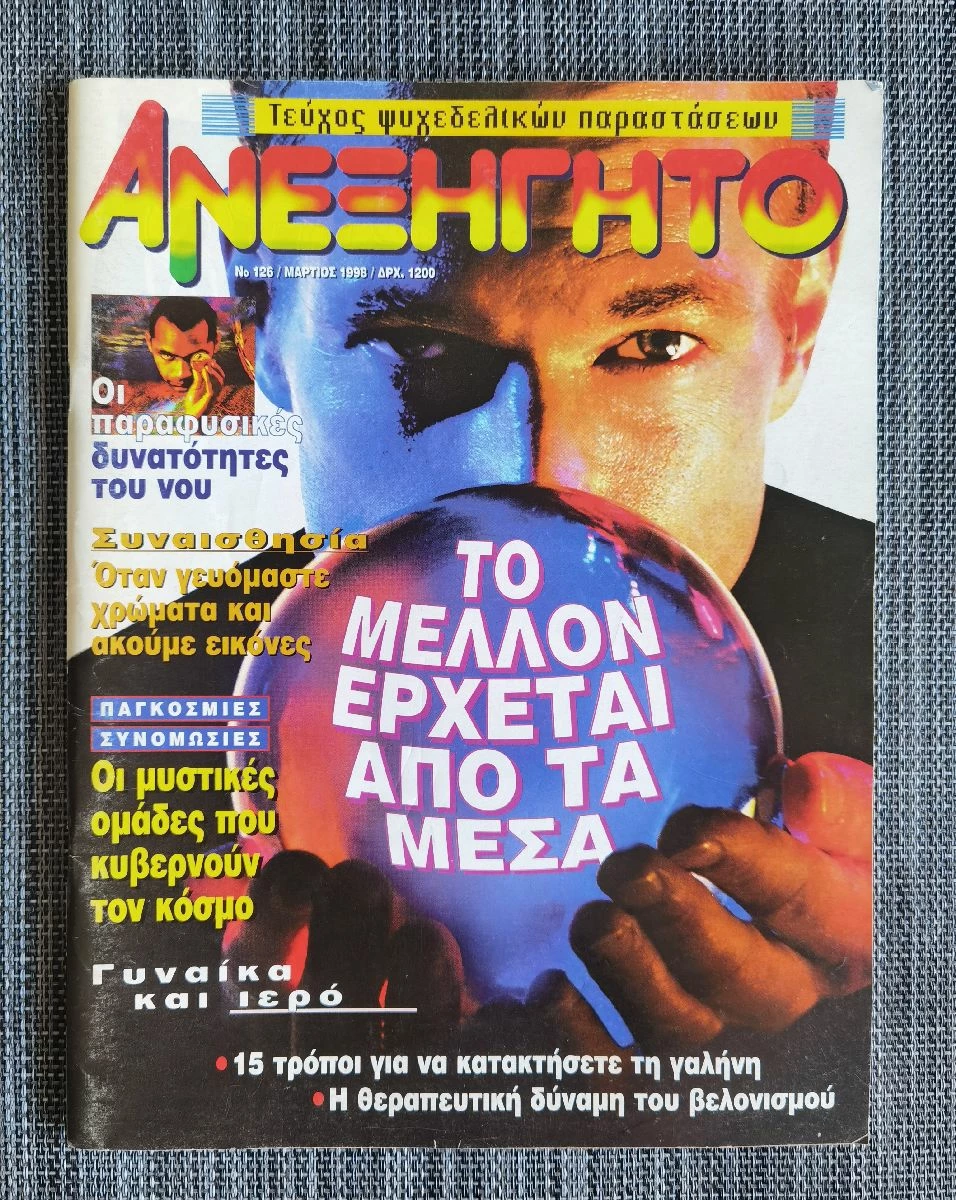 Τεύχος ψυχεδελικών παραστάσεων
ΑΝΕΞΗΓΗΤΟ
Νο 126 / ΜΑΡΤΙΟΣ 1998 / ΔΡΧ. 1200
Οι
παραφυσικές
δυνατότητες
του νου
Συναισθησία
Όταν γευόμαστε
χρώματα και
ακούμε εικόνες
ΤΟ
ΜΕΛΛΟΝ
ΕΡΧΕΤΑΙ
ΑΠΟ ΤΑ
ΜΕΣΑ
ΠΑΓΚΟΣΜΙΕΣ
ΣΥΝΟΜΩΣΙΕΣ
Οι μυστικές
ομάδες που
κυβερνούν
τον κόσμο
Γυναίκα
και ιερό
• 15 τρόποι για να κατακτήσετε τη γαλήνη
• Η θεραπευτική δύναμη του βελονισμού